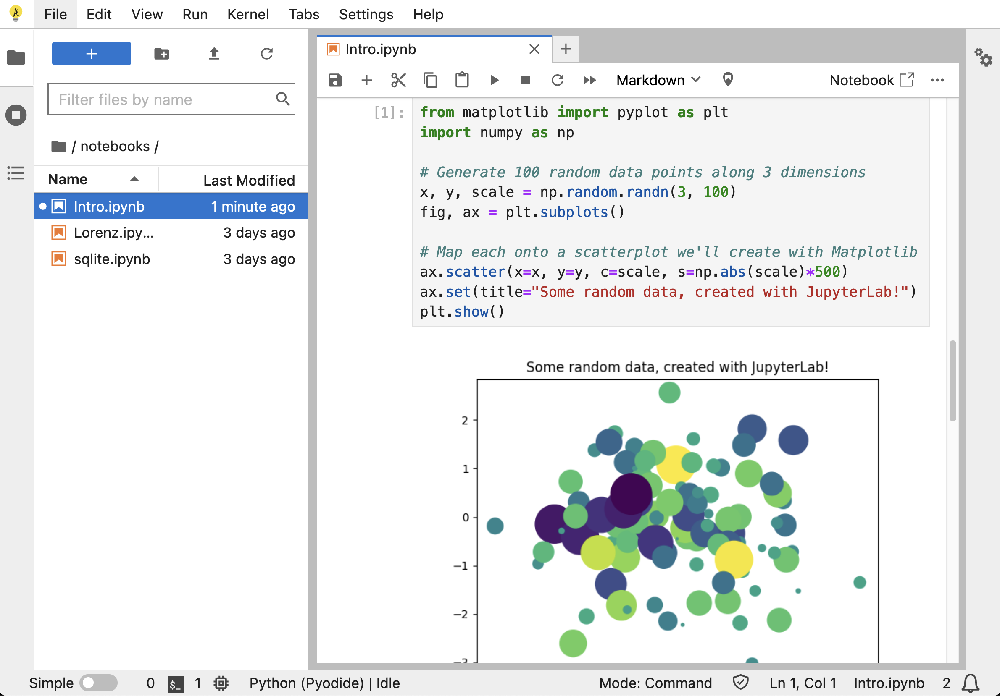 File Edit View Run Kernel Tabs Settings Help
Filter files by name
/ notebooks /
Name Last Modified
Intro.ipynb 1 minute ago
Lorenz.ipy... 3 days ago
sqlite.ipynb 3 days ago
Intro.ipynb
Markdown Notebook
[1]: from matplotlib import pyplot as plt
import numpy as np
# Generate 100 random data points along 3 dimensions
x, y, scale = np.random.randn(3, 100)
fig, ax = plt.subplots()
# Map each onto a scatterplot we'll create with Matplotlib
ax.scatter(x=x, y=y, c=scale, s=np.abs(scale)*500)
ax.set(title="Some random data, created with JupyterLab!")
plt.show()
Some random data, created with JupyterLab!
2
1
0
−1
−2
−3
Simple 0 $_ 1 Python (Pyodide) | Idle Mode: Command Ln 1, Col 1 Intro.ipynb 2